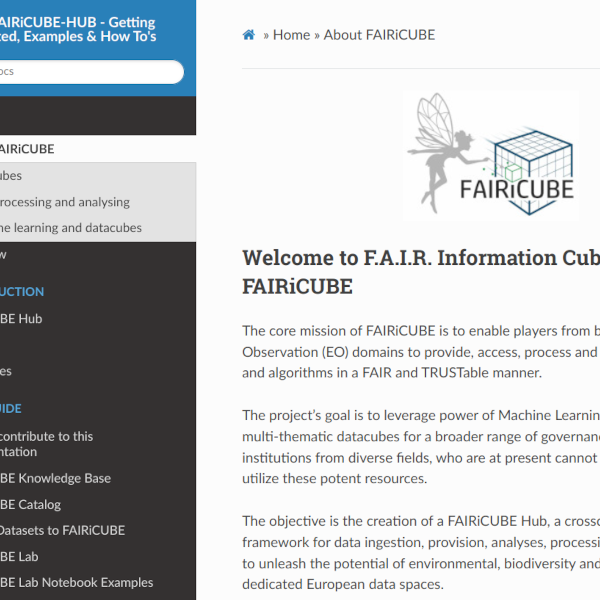 AIRiCUBE-HUB - Getting
ed, Examples & How To's
ocs
AIRiCUBE
ubes
rocessing and analysing
ne learning and datacubes
w
UCTION
BE Hub
es
UIDE
contribute to this
ntation
BE Knowledge Base
BE Catalog
Datasets to FAIRiCUBE
BE Lab
BE Lab Notebook Examples
» Home » About FAIRiCUBE
FAIRiCUBE
Welcome to F.A.I.R. Information Cub
FAIRiCUBE
The core mission of FAIRiCUBE is to enable players from b
Observation (EO) domains to provide, access, process and
and algorithms in a FAIR and TRUSTable manner.
The project's goal is to leverage power of Machine Learnin
multi-thematic datacubes for a broader range of governanc
institutions from diverse fields, who are at present cannot
utilize these potent resources.
The objective is the creation of a FAIRiCUBE Hub, a crossc
framework for data ingestion, provision, analyses, processi
to unleash the potential of environmental, biodiversity and
dedicated European data spaces.